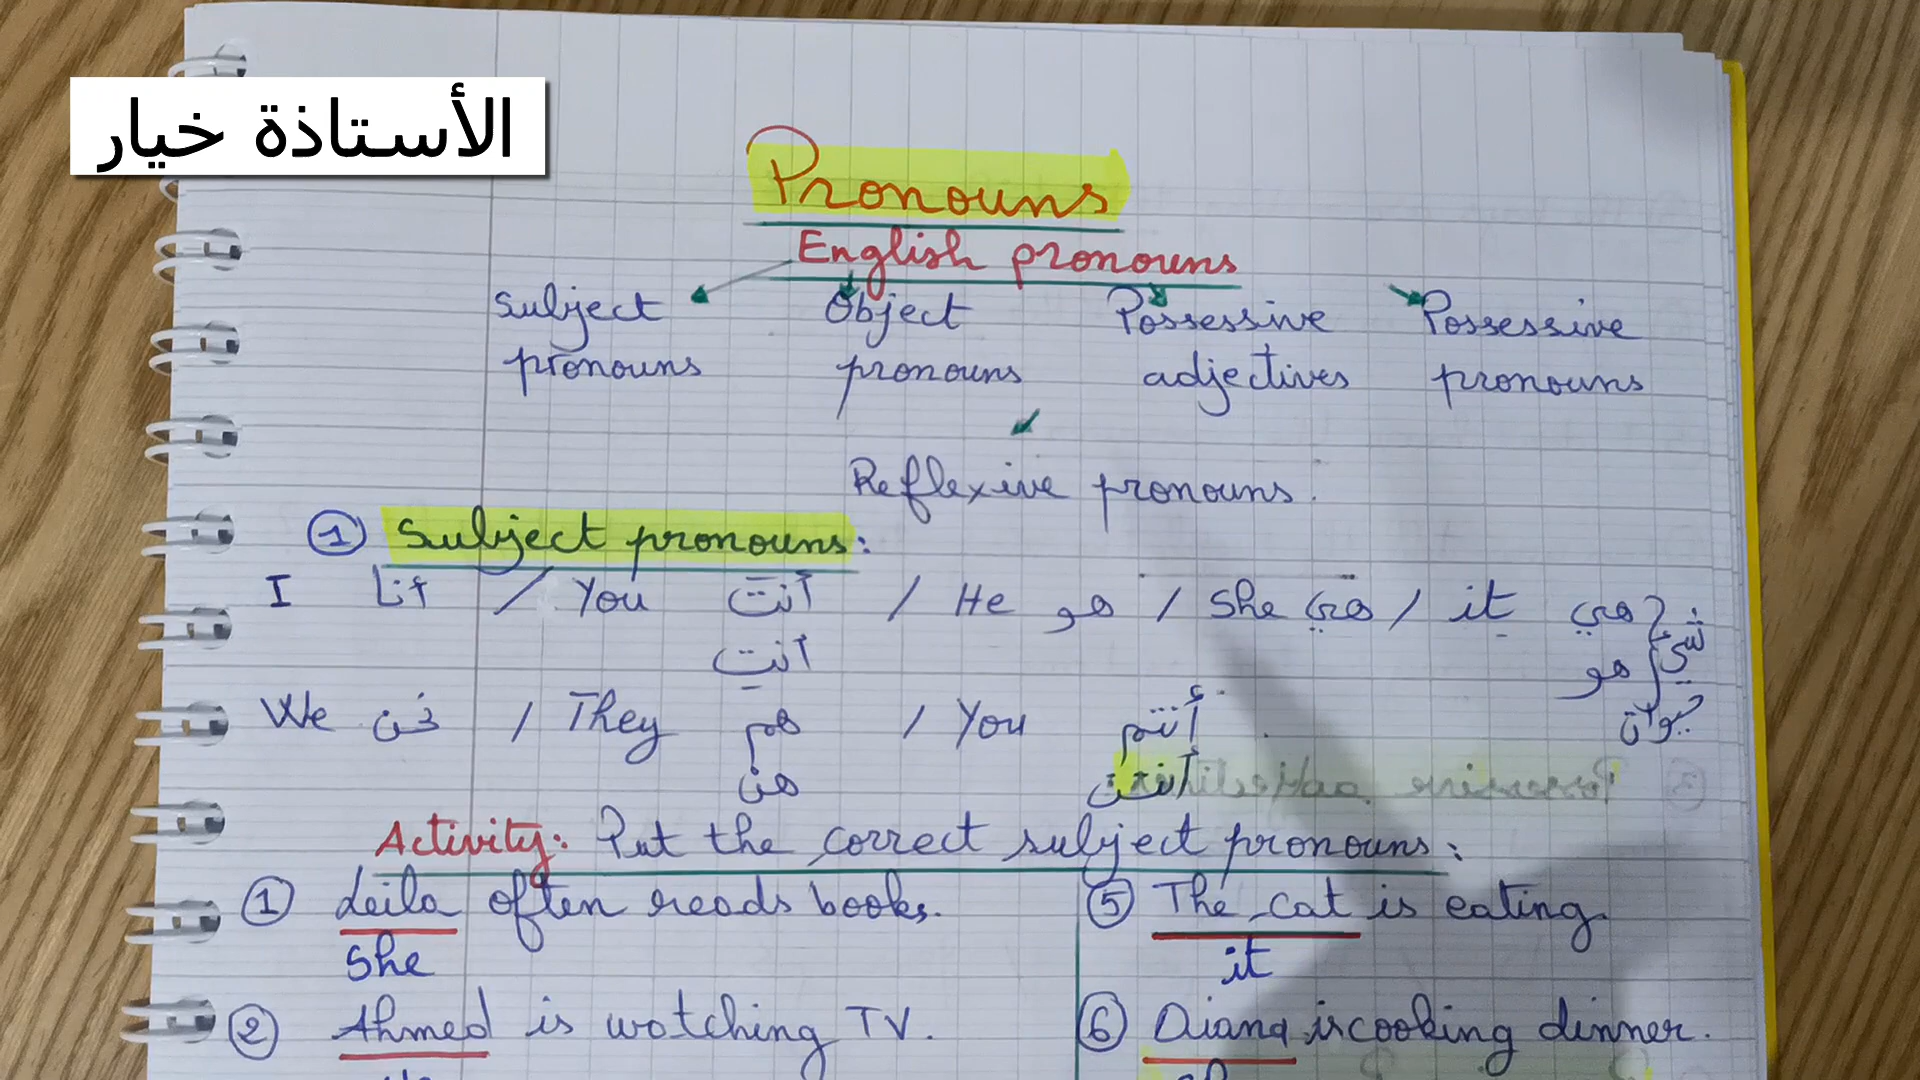 الأستاذة خيار
Pronouns
English pronouns
Subject pronouns
Object pronouns
Possessive adjectives
Possessive pronouns
Reflexive pronouns.
① Subject pronouns:
I أنا / You أنتَ / He هو / She هي / it هي شيئ
أنتِ هو
We نحن / They هم / You أنتم حيوان
هن أنتن
Activity: Put the correct subject pronouns:
① Leila often reads books.
She
② Ahmed is watching TV.
⑤ The cat is eating.
it
⑥ Diana is cooking dinner.